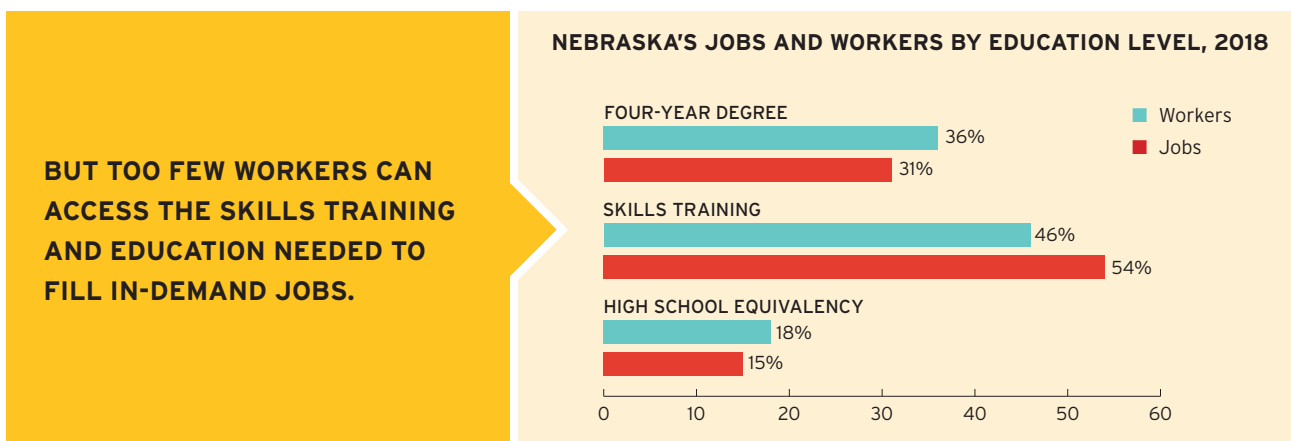 BUT TOO FEW WORKERS CAN
ACCESS THE SKILLS TRAINING
AND EDUCATION NEEDED TO
FILL IN-DEMAND JOBS.
NEBRASKA'S JOBS AND WORKERS BY EDUCATION LEVEL, 2018
Workers
Jobs
FOUR-YEAR DEGREE
36%
31%
SKILLS TRAINING
46%
54%
HIGH SCHOOL EQUIVALENCY
18%
15%
0 10 20 30 40 50 60